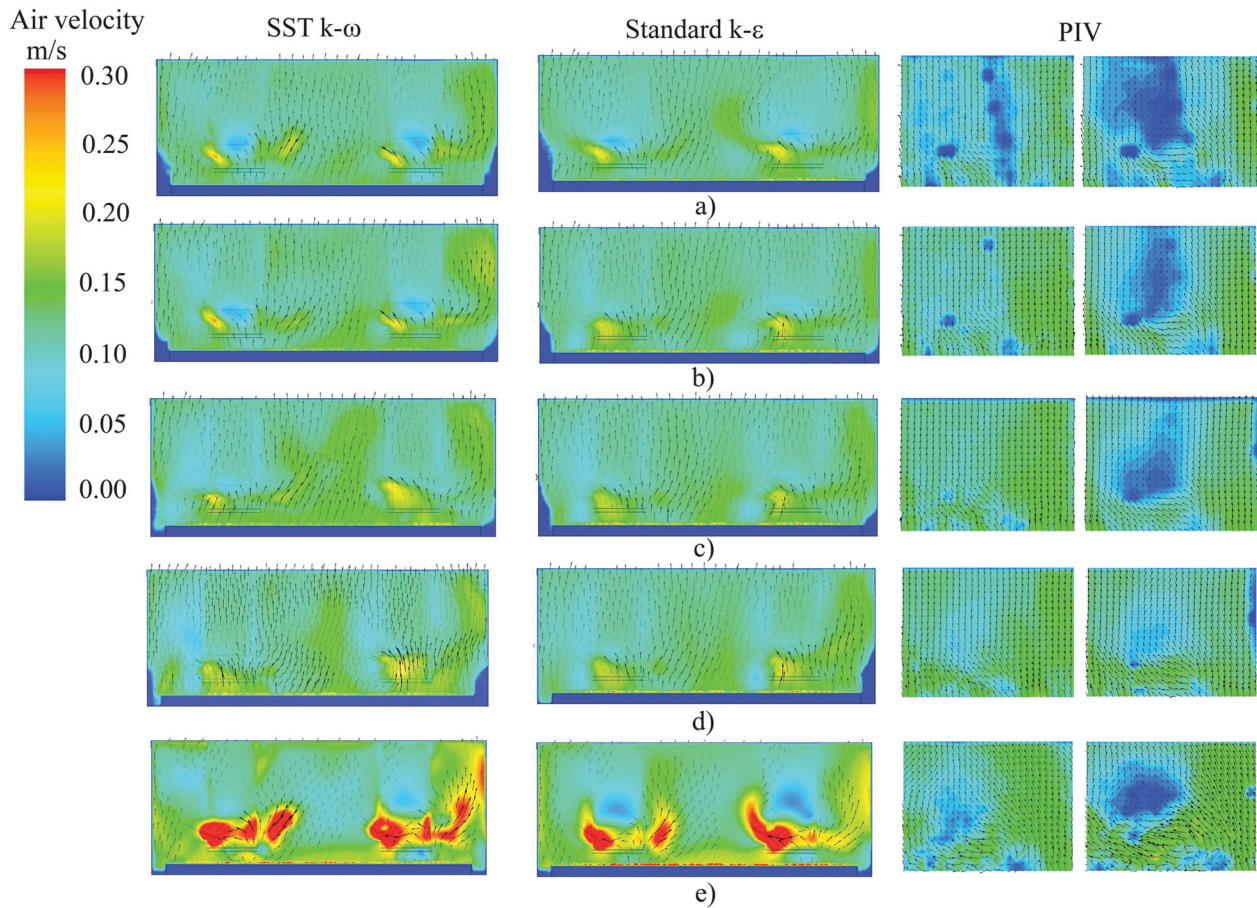 Air velocity
m/s
SST k-ω
Standard k-ε
PIV
0.30
0.25
0.20
0.15
0.10
0.05
0.00
a)
b)
c)
d)
e)